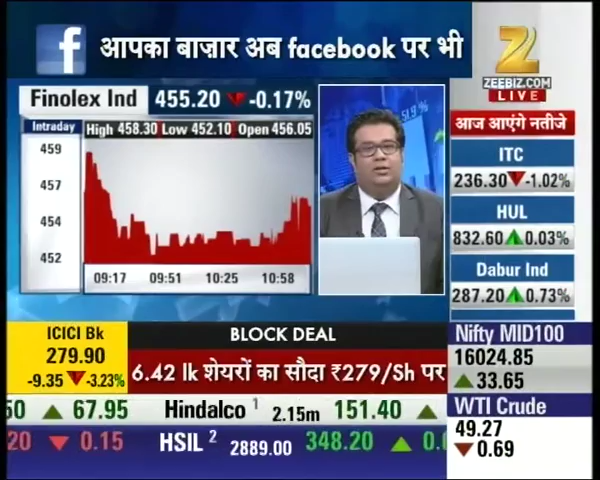 f आपका बाज़ार अब facebook पर भी
Z
ZEEBIZ.COM
LIVE
Finolex Ind 455.20 -0.17%
Intraday High 458.30 Low 452.10 Open 456.05
459
457
454
452
09:17 09:51 10:25 10:58
51.9 %
आज आएंगे नतीजे
ITC
236.30 -1.02%
HUL
832.60 0.03%
Dabur Ind
287.20 0.73%
ICICI Bk
279.90
-9.35 -3.23%
BLOCK DEAL
6.42 lk शेयरों का सौदा ₹279/Sh पर
Nifty MID100
16024.85
33.65
WTI Crude
49.27
0.69
50 67.95 Hindalco 1 2.15m 151.40
20 0.15 HSIL 2 2889.00 348.20